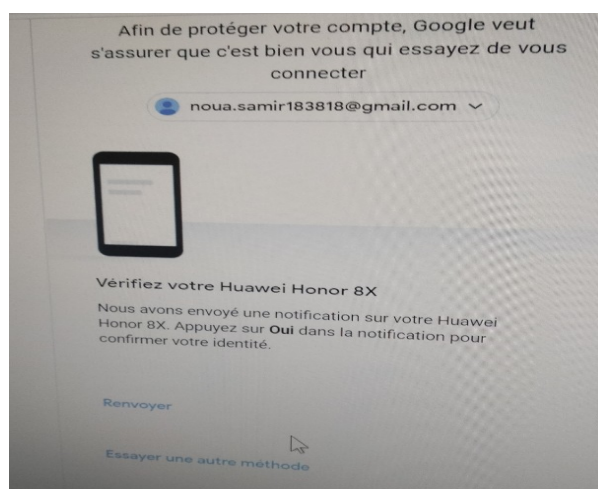 Afin de protéger votre compte, Google veut
s'assurer que c'est bien vous qui essayez de vous
connecter
noua.samir183818@gmail.com
Vérifiez votre Huawei Honor 8X
Nous avons envoyé une notification sur votre Huawei
Honor 8X. Appuyez sur Oui dans la notification pour
confirmer votre identité.
Renvoyer
Essayer une autre méthode